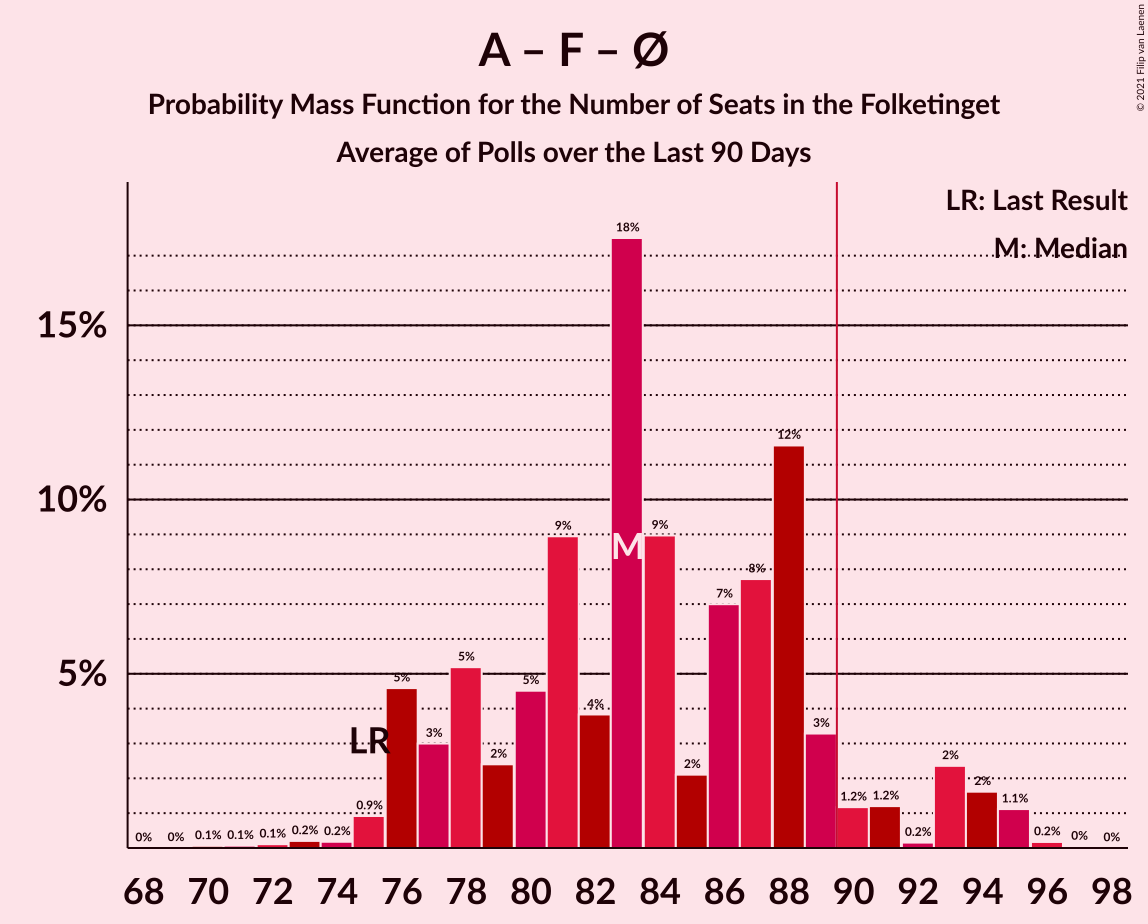 A – F – Ø
Probability Mass Function for the Number of Seats in the Folketinget
Average of Polls over the Last 90 Days
© 2021 Filip van Laenen
LR: Last Result
M: Median
15%
10%
5%
0% 0% 0.1% 0.1% 0.1% 0.2% 0.2% 0.9% 5% 3% 5% 2% 5% 9% 4% 18% 9% 2% 7% 8% 12% 3% 1.2% 1.2% 0.2% 2% 2% 1.1% 0.2% 0% 0%
LR
M
68 70 72 74 76 78 80 82 84 86 88 90 92 94 96 98